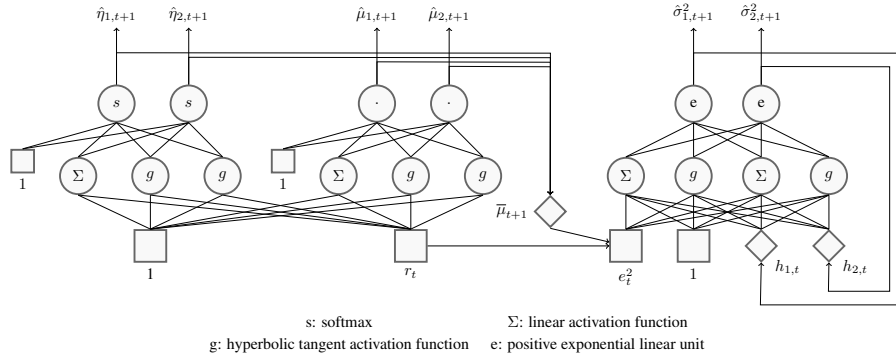 η̂₁,ₜ₊₁ η̂₂,ₜ₊₁ μ̂₁,ₜ₊₁ μ̂₂,ₜ₊₁ σ̂²₁,ₜ₊₁ σ̂²₂,ₜ₊₁
s s · · e e
1 Σ g g 1 Σ g g Σ g Σ g
μ̅ₜ₊₁
1 rₜ eₜ² 1 h₁,ₜ h₂,ₜ
s: softmax Σ: linear activation function
g: hyperbolic tangent activation function e: positive exponential linear unit